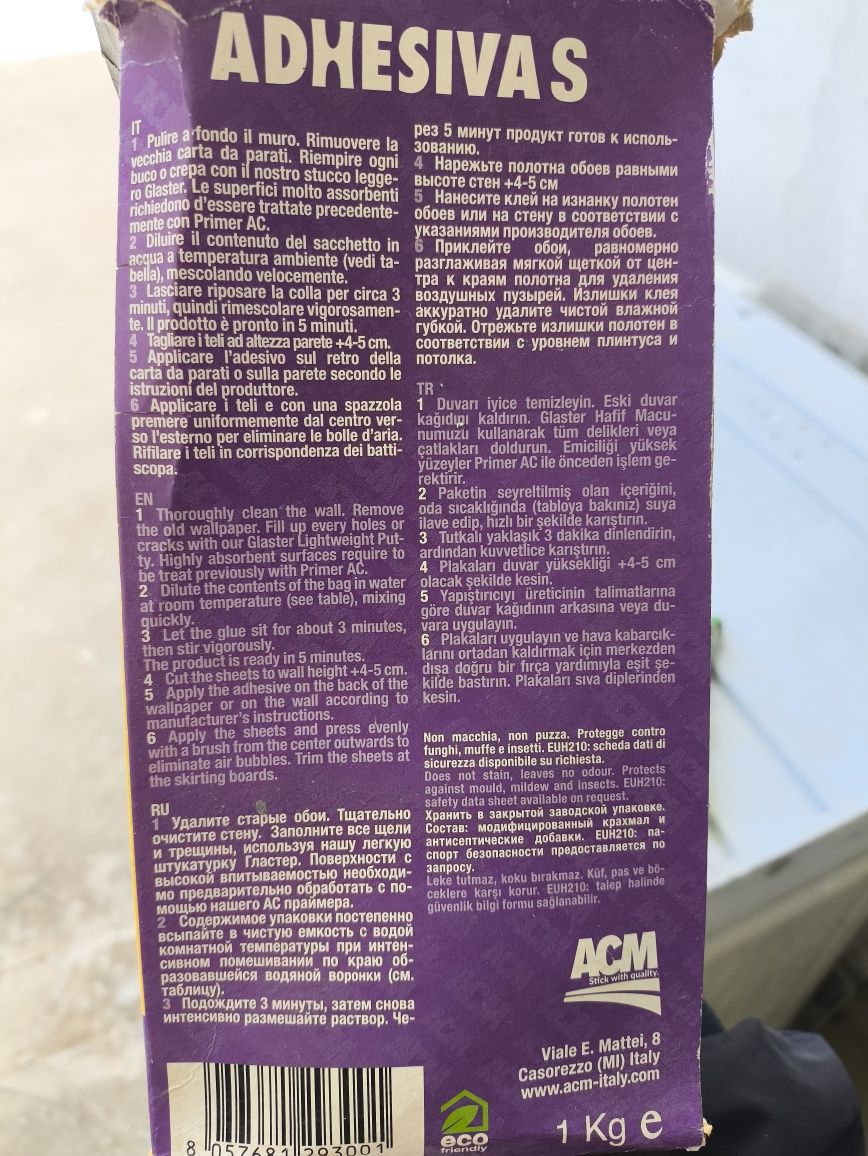 ADHESIVA S
IT
1 Pulire a fondo il muro. Rimuovere la
vecchia carta da parati. Riempire ogni
buco o crepa con il nostro stucco legge-
ro Glaster. Le superfici molto assorbenti
richiedono d'essere trattate precedente-
mente con Primer AC.
2 Diluire il contenuto del sacchetto in
acqua a temperatura ambiente (vedi ta-
bella), mescolando velocemente.
3 Lasciare riposare la colla per circa 3
minuti, quindi rimescolare vigorosamen-
te. Il prodotto è pronto in 5 minuti.
4 Tagliare i teli ad altezza parete +4-5 cm.
5 Applicare l'adesivo sul retro della
carta da parati o sulla parete secondo le
istruzioni del produttore.
6 Applicare i teli e con una spazzola
premere uniformemente dal centro ver-
so l'esterno per eliminare le bolle d'aria.
Rifilare i teli in corrispondenza dei batti-
scopa.
EN
1 Thoroughly clean the wall. Remove
the old wallpaper. Fill up every holes or
cracks with our Glaster Lightweight Put-
ty. Highly absorbent surfaces require to
be treat previously with Primer AC.
2 Dilute the contents of the bag in water
at room temperature (see table), mixing
quickly.
3 Let the glue sit for about 3 minutes,
then stir vigorously.
The product is ready in 5 minutes.
4 Cut the sheets to wall height +4-5 cm.
5 Apply the adhesive on the back of the
wallpaper or on the wall according to
manufacturer's instructions.
6 Apply the sheets and press evenly
with a brush from the center outwards to
eliminate air bubbles. Trim the sheets at
the skirting boards.
RU
1 Удалите старые обои. Тщательно
очистите стену. Заполните все щели
и трещины, используя нашу легкую
штукатурку Гластер. Поверхности с
высокой впитываемостью необходи-
мо предварительно обработать с по-
мощью нашего АС праймера.
2 Содержимое упаковки постепенно
всыпайте в чистую емкость с водой
комнатной температуры при интен-
сивном помешивании по краю об-
разовавшейся водяной воронки (см.
таблицу).
3 Подождите 3 минуты, затем снова
интенсивно размешайте раствор. Че-
рез 5 минут продукт готов к исполь-
зованию.
4 Нарежьте полотна обоев равными
высоте стен +4-5 см
5 Нанесите клей на изнанку полотен
обоев или на стену в соответствии с
указаниями производителя обоев.
6 Приклейте обои, равномерно
разглаживая мягкой щеткой от цен-
тра к краям полотна для удаления
воздушных пузырей. Излишки клея
аккуратно удалите чистой влажной
губкой. Отрежьте излишки полотен в
соответствии с уровнем плинтуса и
потолка.
TR
1 Duvarı iyice temizleyin. Eski duvar
kağıdını kaldırın. Glaster Hafif Macu-
numuzu kullanarak tüm delikleri veya
çatlakları doldurun. Emiciliği yüksek
yüzeyler Primer AC ile önceden işlem ge-
rektirir.
2 Paketin seyreltilmiş olan içeriğini,
oda sıcaklığında (tabloya bakınız) suya
ilave edip, hızlı bir şekilde karıştırın.
3 Tutkalı yaklaşık 3 dakika dinlendirin,
ardından kuvvetlice karıştırın.
4 Plakaları duvar yüksekliği +4-5 cm
olacak şekilde kesin.
5 Yapıştırıcıyı üreticinin talimatlarına
göre duvar kağıdının arkasına veya du-
vara uygulayın.
6 Plakaları uygulayın ve hava kabarcık-
larını ortadan kaldırmak için merkezden
dışa doğru bir fırça yardımıyla eşit şe-
kilde bastırın. Plakaları sıva diplerinden
kesin.
Non macchia, non puzza. Protegge contro
funghi, muffe e insetti. EUH210: scheda dati di
sicurezza disponibile su richiesta.
Does not stain, leaves no odour. Protects
against mould, mildew and insects. EUH210:
safety data sheet available on request.
Хранить в закрытой заводской упаковке.
Состав: модифицированный крахмал и
антисептические добавки. EUH210: па-
спорт безопасности предоставляется по
запросу.
Leke tutmaz, koku bırakmaz. Küf, pas ve bö-
ceklere karşı korur. EUH210: talep halinde
güvenlik bilgi formu sağlanabilir.
ACM
Stick with quality.
Viale E. Mattei, 8
Casorezzo (MI) Italy
www.acm-italy.com
8 057681 293001
eco
friendly
1 Kg e